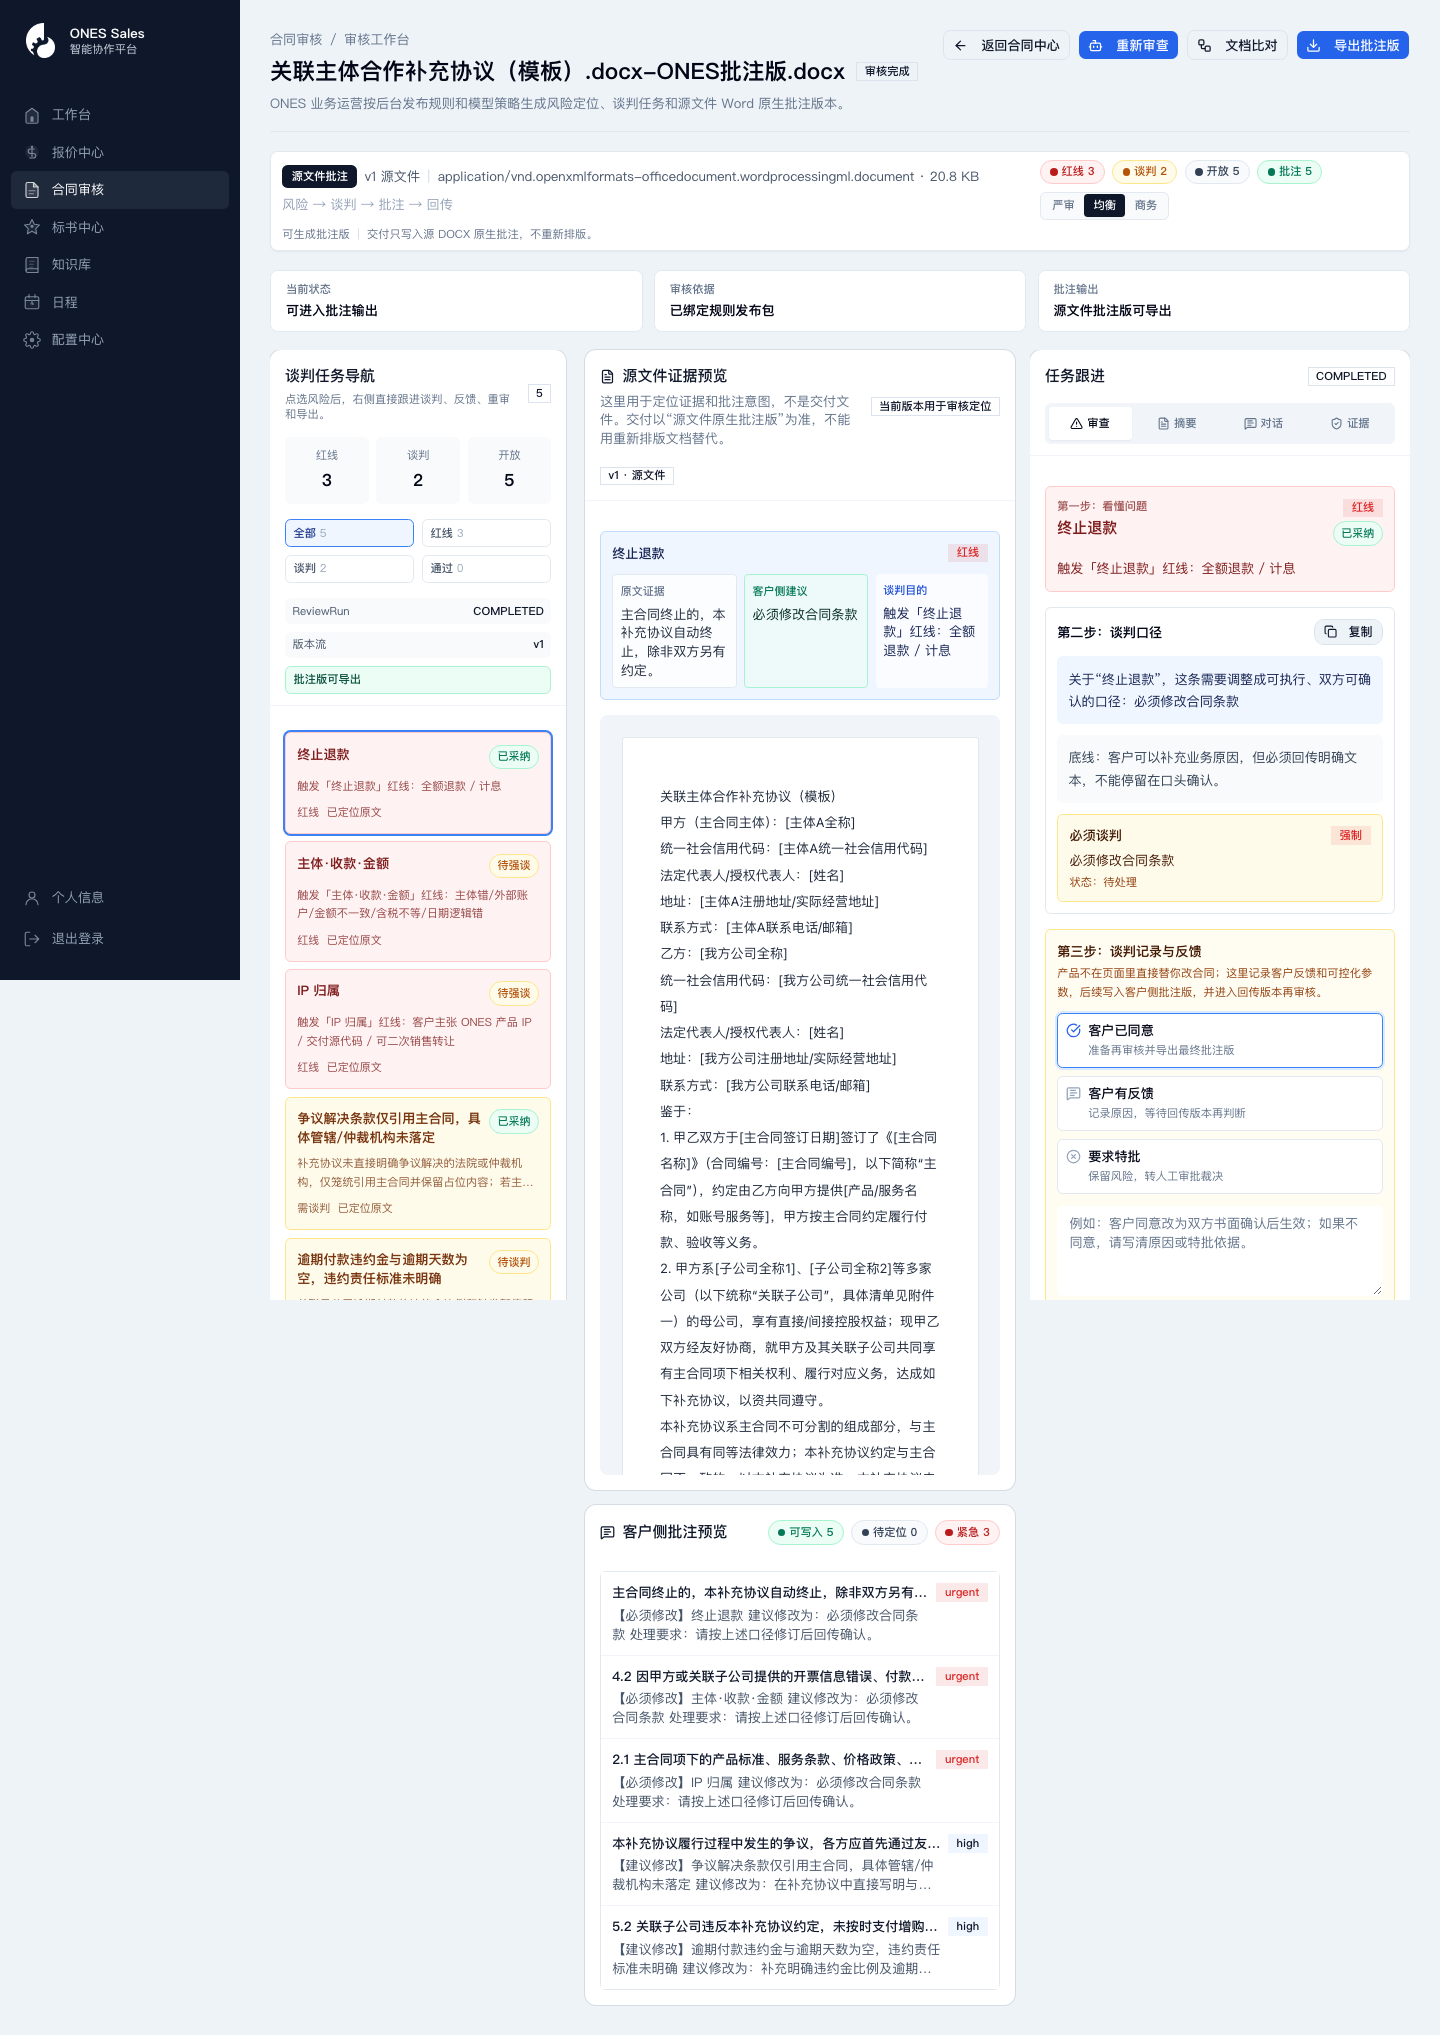 ONES Sales
智能协作平台
工作台
报价中心
合同审核
标书中心
知识库
日程
配置中心
个人信息
退出登录
合同审核 / 审核工作台
关联主体合作补充协议（模板）.docx-ONES批注版.docx
审核完成
ONES 业务运营按后台发布规则和模型策略生成风险定位、谈判任务和源文件 Word 原生批注版本。
返回合同中心
重新审查
文档比对
导出批注版
源文件批注
v1 源文件
application/vnd.openxmlformats-officedocument.wordprocessingml.document · 20.8 KB
风险 → 谈判 → 批注 → 回传
可生成批注版
交付只写入源 DOCX 原生批注，不重新排版。
红线 3
谈判 2
开放 5
批注 5
严审
均衡
商务
当前状态
可进入批注输出
审核依据
已绑定规则发布包
批注输出
源文件批注版可导出
谈判任务导航
点选风险后，右侧直接跟进谈判、反馈、重审
和导出。
5
红线
3
谈判
2
开放
5
全部 5
红线 3
谈判 2
通过 0
ReviewRun
COMPLETED
版本流
v1
批注版可导出
终止退款
已采纳
触发「终止退款」红线：全额退款 / 计息
红线 已定位原文
主体·收款·金额
待强谈
触发「主体·收款·金额」红线：主体错/外部账
户/金额不一致/含税不等/日期逻辑错
红线 已定位原文
IP 归属
待强谈
触发「IP 归属」红线：客户主张 ONES 产品 IP
/ 交付源代码 / 可二次销售转让
红线 已定位原文
争议解决条款仅引用主合同，具
体管辖/仲裁机构未落定
已采纳
补充协议未直接明确争议解决的法院或仲裁机
构，仅笼统引用主合同并保留占位内容；若主...
需谈判 已定位原文
逾期付款违约金与逾期天数为
空，违约责任标准未明确
待谈判
源文件证据预览
这里用于定位证据和批注意图，不是交付文
件。交付以“源文件原生批注版”为准，不能
用重新排版文档替代。
当前版本用于审核定位
v1 · 源文件
终止退款
红线
原文证据
主合同终止的，本
补充协议自动终
止，除非双方另有
约定。
客户侧建议
必须修改合同条款
谈判目的
触发「终止退
款」红线：全额
退款 / 计息
关联主体合作补充协议（模板）
甲方（主合同主体）：[主体A全称]
统一社会信用代码：[主体A统一社会信用代码]
法定代表人/授权代表人：[姓名]
地址：[主体A注册地址/实际经营地址]
联系方式：[主体A联系电话/邮箱]
乙方：[我方公司全称]
统一社会信用代码：[我方公司统一社会信用代
码]
法定代表人/授权代表人：[姓名]
地址：[我方公司注册地址/实际经营地址]
联系方式：[我方公司联系电话/邮箱]
鉴于：
1. 甲乙双方于[主合同签订日期]签订了《[主合同
名称]》（合同编号：[主合同编号]，以下简称“主
合同”），约定由乙方向甲方提供[产品/服务名
称，如账号服务等]，甲方按主合同约定履行付
款、验收等义务。
2. 甲方系[子公司全称1]、[子公司全称2]等多家
公司（以下统称“关联子公司”，具体清单见附件
一）的母公司，享有直接/间接控股权益；现甲乙
双方经友好协商，就甲方及其关联子公司共同享
有主合同项下相关权利、履行对应义务，达成如
下补充协议，以资共同遵守。
本补充协议系主合同不可分割的组成部分，与主
合同具有同等法律效力；本补充协议约定与主合
客户侧批注预览
可写入 5
待定位 0
紧急 3
主合同终止的，本补充协议自动终止，除非双方另有...
urgent
【必须修改】终止退款 建议修改为：必须修改合同条
款 处理要求：请按上述口径修订后回传确认。
4.2 因甲方或关联子公司提供的开票信息错误、付款...
urgent
【必须修改】主体·收款·金额 建议修改为：必须修改
合同条款 处理要求：请按上述口径修订后回传确认。
2.1 主合同项下的产品标准、服务条款、价格政策、...
urgent
【必须修改】IP 归属 建议修改为：必须修改合同条款
处理要求：请按上述口径修订后回传确认。
本补充协议履行过程中发生的争议，各方应首先通过友...
high
【建议修改】争议解决条款仅引用主合同，具体管辖/仲
裁机构未落定 建议修改为：在补充协议中直接写明与...
5.2 关联子公司违反本补充协议约定，未按时支付增购...
high
【建议修改】逾期付款违约金与逾期天数为空，违约责任
标准未明确 建议修改为：补充明确违约金比例及逾期...
任务跟进
COMPLETED
审查
摘要
对话
证据
第一步：看懂问题
终止退款
红线
已采纳
触发「终止退款」红线：全额退款 / 计息
第二步：谈判口径
复制
关于“终止退款”，这条需要调整成可执行、双方可确
认的口径：必须修改合同条款
底线：客户可以补充业务原因，但必须回传明确文
本，不能停留在口头确认。
必须谈判
强制
必须修改合同条款
状态：待处理
第三步：谈判记录与反馈
产品不在页面里直接替你改合同；这里记录客户反馈和可控化参
数，后续写入客户侧批注版，并进入回传版本再审核。
客户已同意
准备再审核并导出最终批注版
客户有反馈
记录原因，等待回传版本再判断
要求特批
保留风险，转人工审批裁决
例如：客户同意改为双方书面确认后生效；如果不
同意，请写清原因或特批依据。